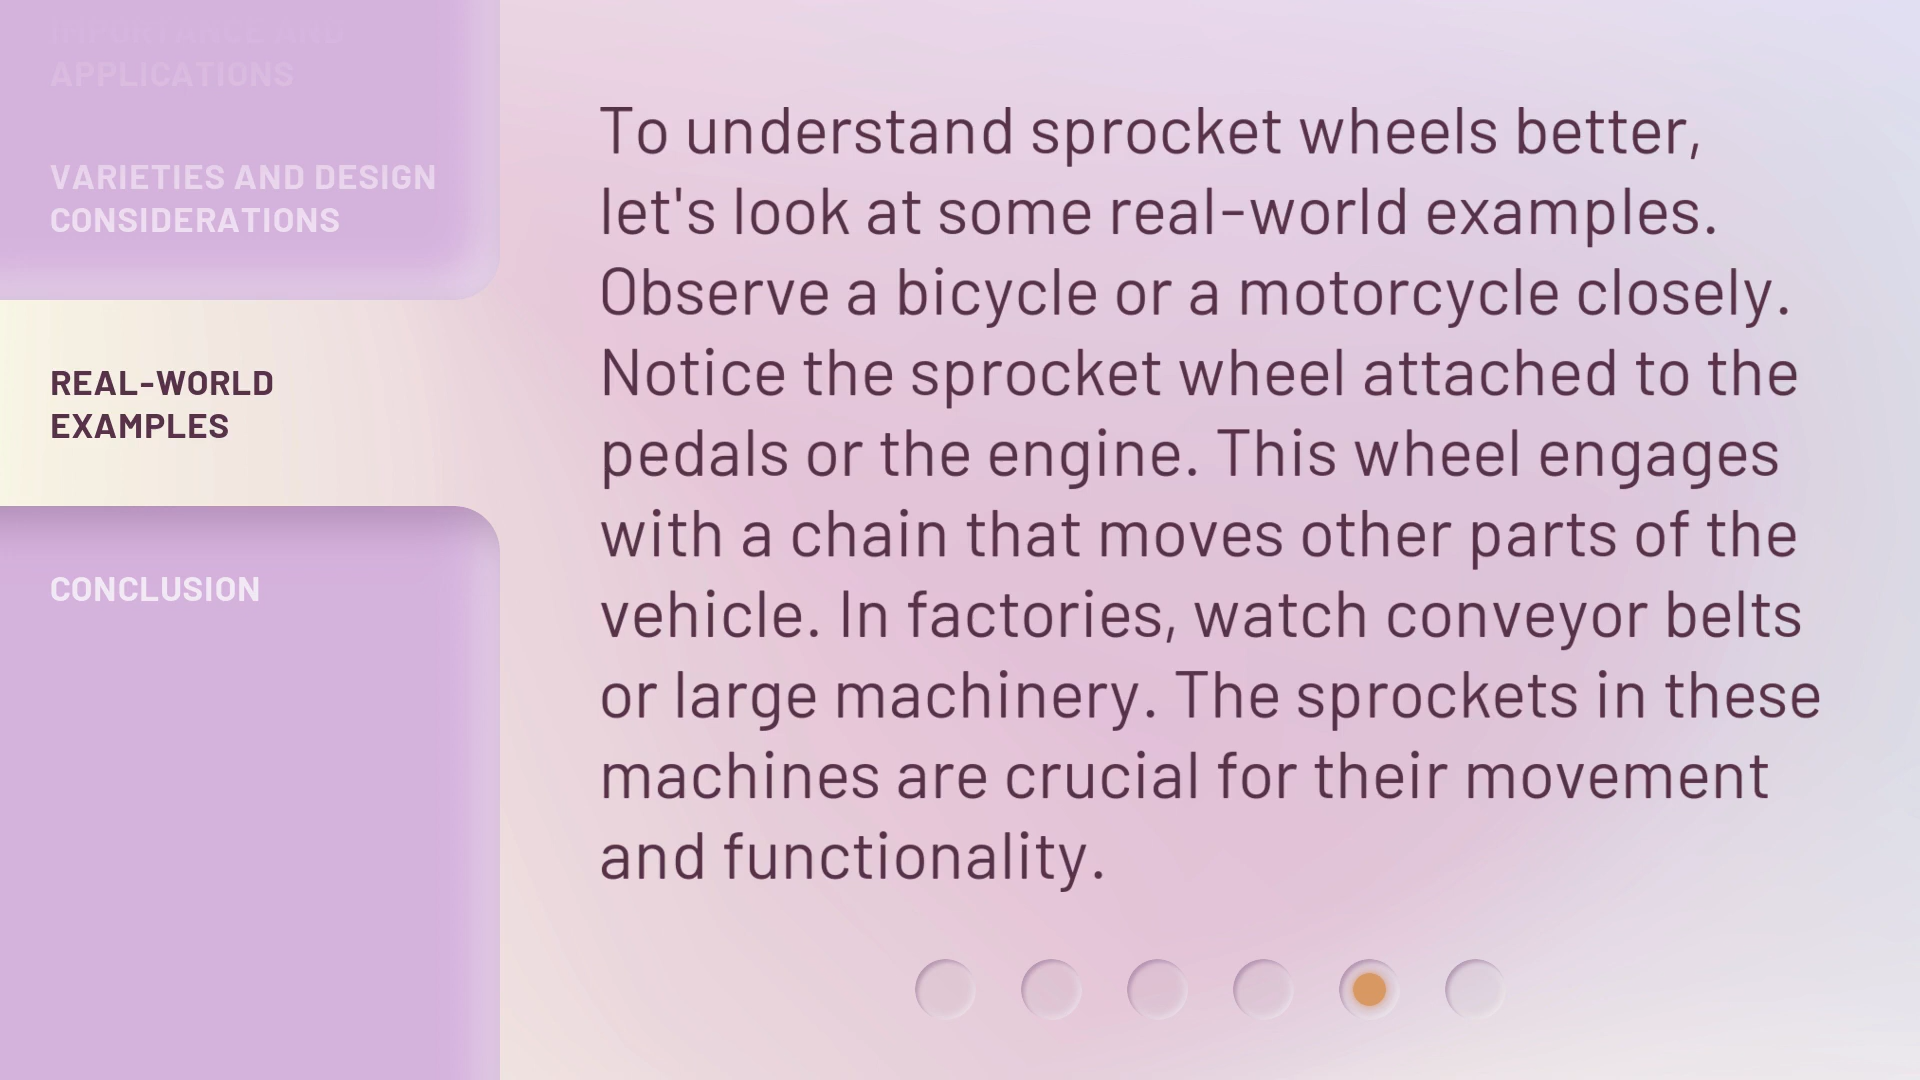 IMPORTANCE AND
APPLICATIONS
VARIETIES AND DESIGN
CONSIDERATIONS
REAL-WORLD
EXAMPLES
CONCLUSION
To understand sprocket wheels better,
let's look at some real-world examples.
Observe a bicycle or a motorcycle closely.
Notice the sprocket wheel attached to the
pedals or the engine. This wheel engages
with a chain that moves other parts of the
vehicle. In factories, watch conveyor belts
or large machinery. The sprockets in these
machines are crucial for their movement
and functionality.